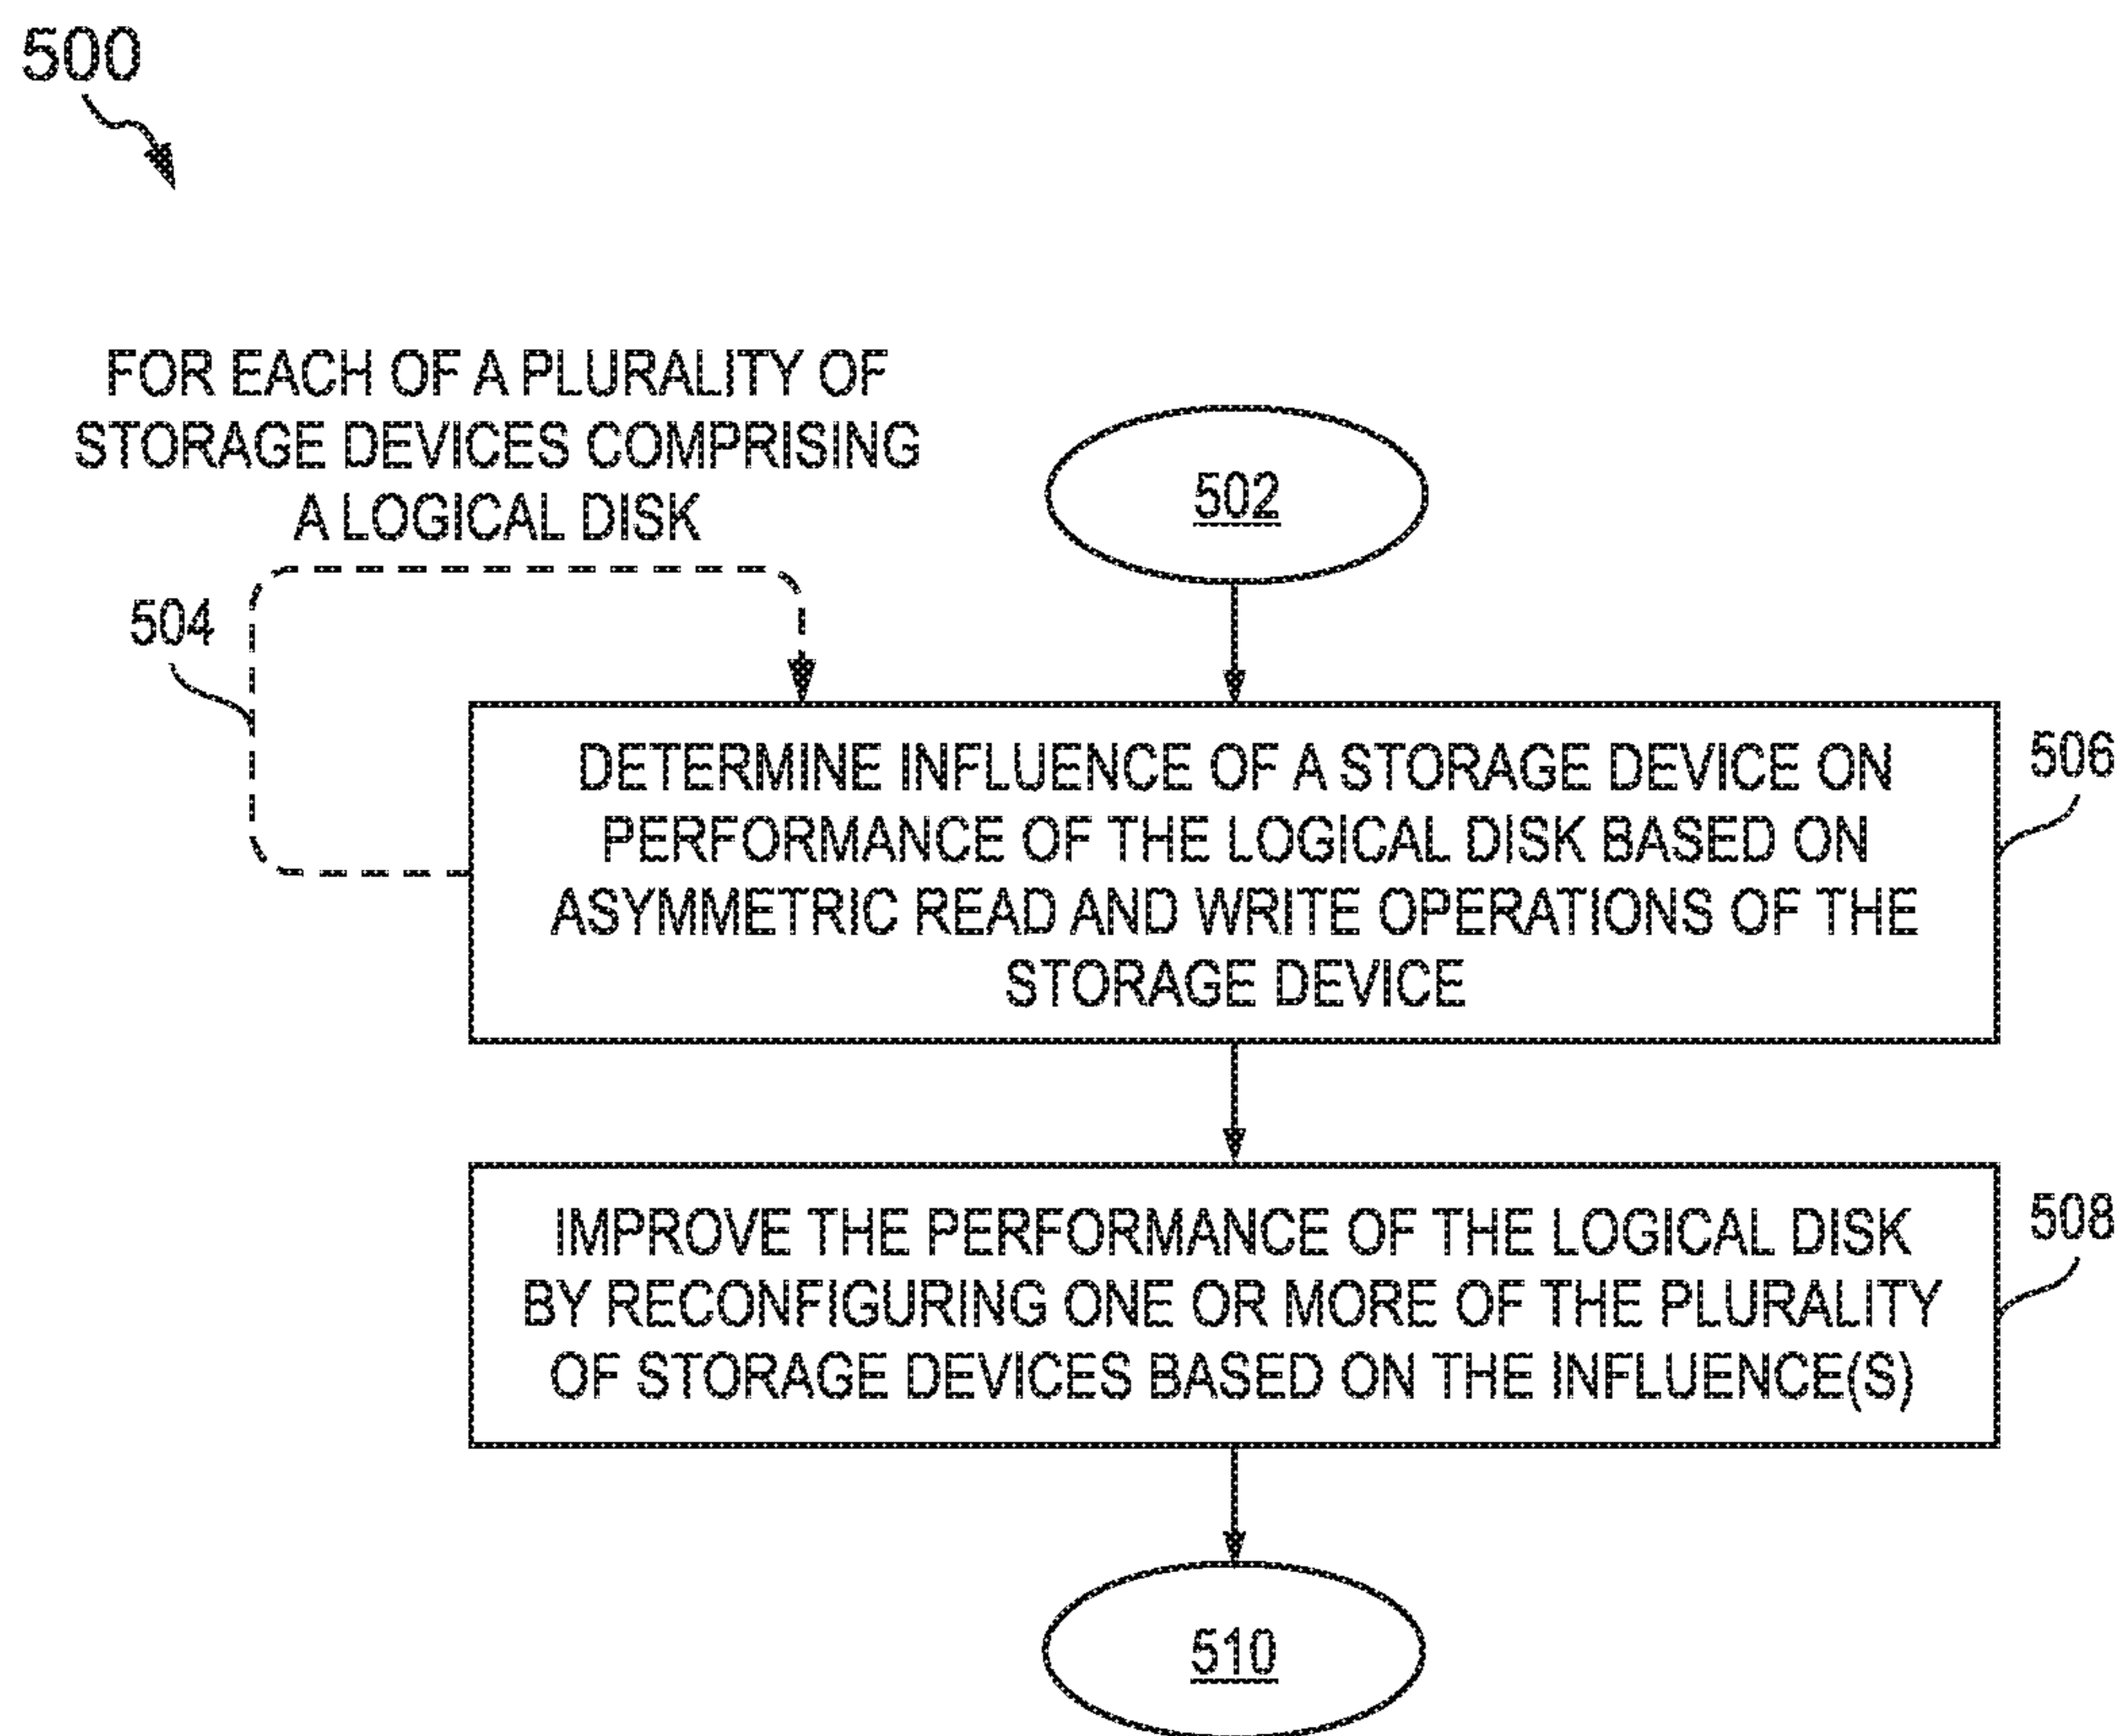 500
FOR EACH OF A PLURALITY OF
STORAGE DEVICES COMPRISING
A LOGICAL DISK
502
504
DETERMINE INFLUENCE OF A STORAGE DEVICE ON
PERFORMANCE OF THE LOGICAL DISK BASED ON
ASYMMETRIC READ AND WRITE OPERATIONS OF THE
STORAGE DEVICE
506
IMPROVE THE PERFORMANCE OF THE LOGICAL DISK
BY RECONFIGURING ONE OR MORE OF THE PLURALITY
OF STORAGE DEVICES BASED ON THE INFLUENCE(S)
508
510